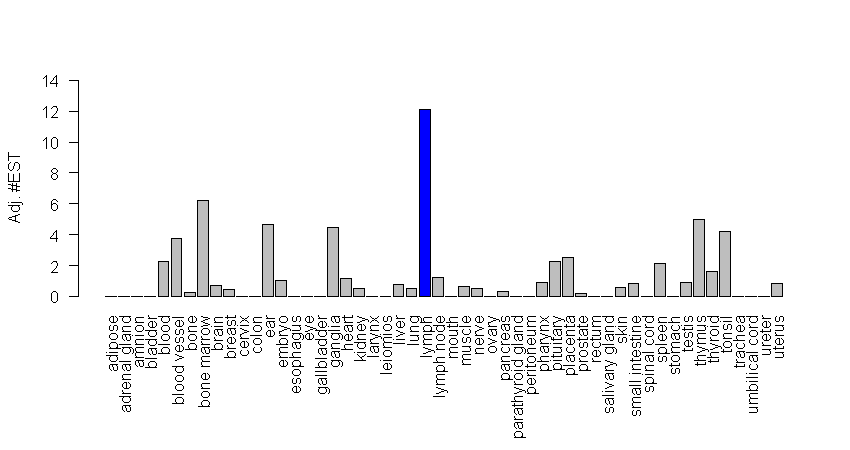 Adj. #EST
14
12
10
8
6
4
2
0
adipose
adrenal gland
amnion
bladder
blood
blood vessel
bone
bone marrow
brain
breast
cervix
colon
ear
embryo
esophagus
eye
gallbladder
ganglia
heart
kidney
larynx
leiomios
liver
lung
lymph
lymph node
mouth
muscle
nerve
ovary
pancreas
parathyroid gland
peritoneum
pharynx
pituitary
placenta
prostate
rectum
salivary gland
skin
small intestine
spinal cord
spleen
stomach
testis
thymus
thyroid
tonsil
trachea
umbilical cord
ureter
uterus